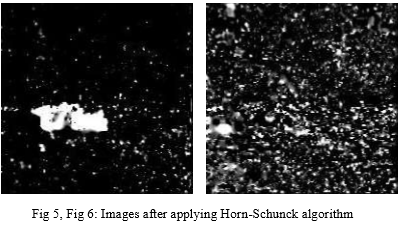 Fig 5, Fig 6: Images after applying Horn-Schunck algorithm